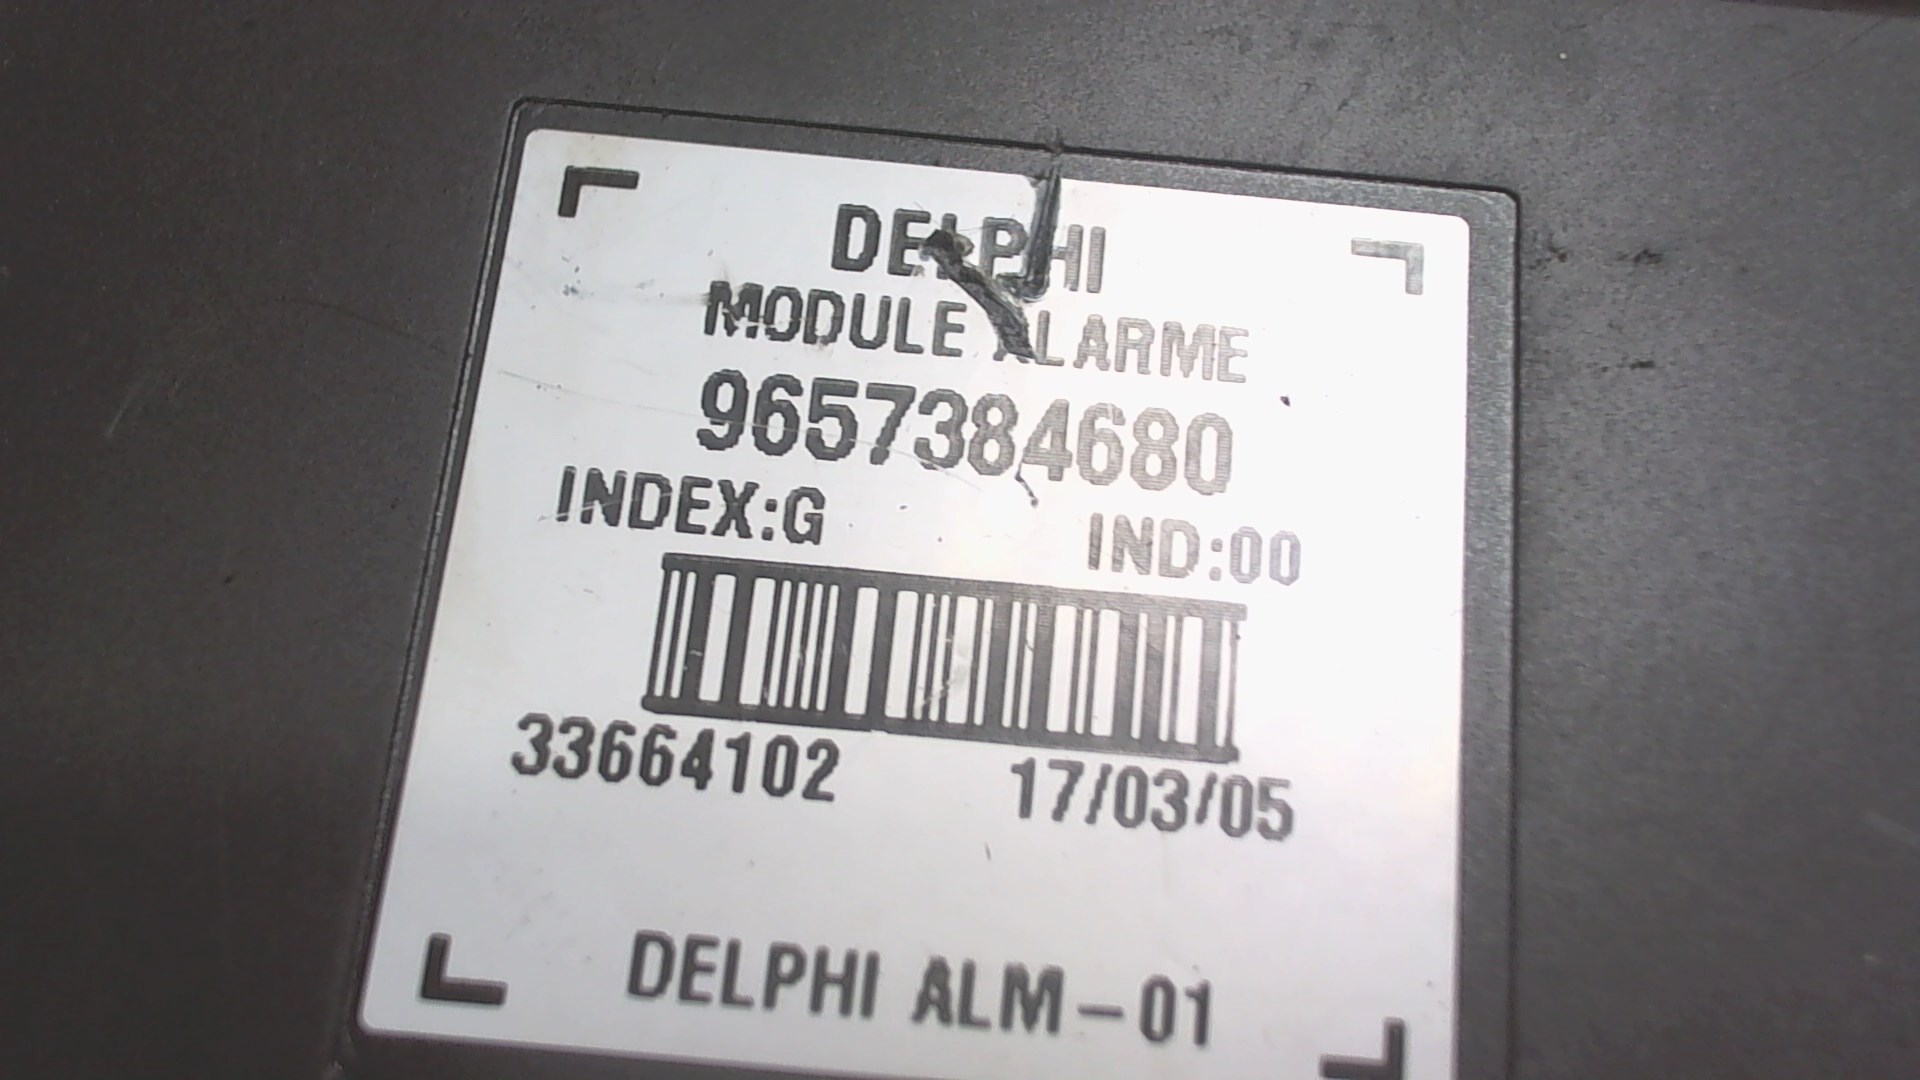 DELPHI
MODULE ALARME
9657384680
INDEX:G IND:00
33664102 17/03/05
DELPHI ALM-01